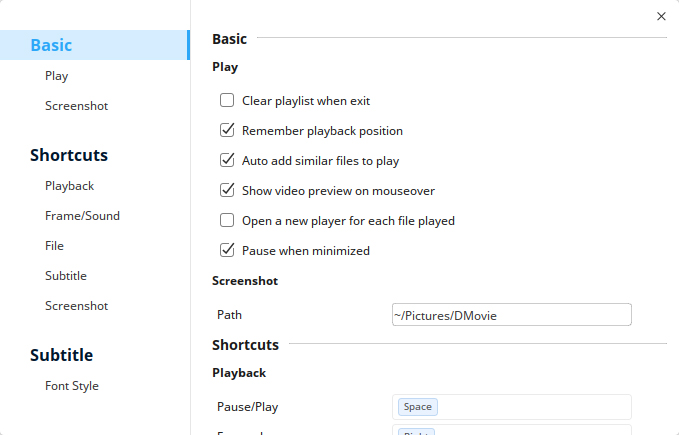 Basic
Play
Screenshot
Shortcuts
Playback
Frame/Sound
File
Subtitle
Screenshot
Subtitle
Font Style
Basic
Play
Clear playlist when exit
Remember playback position
Auto add similar files to play
Show video preview on mouseover
Open a new player for each file played
Pause when minimized
Screenshot
Path ~/Pictures/DMovie
Shortcuts
Playback
Pause/Play Space